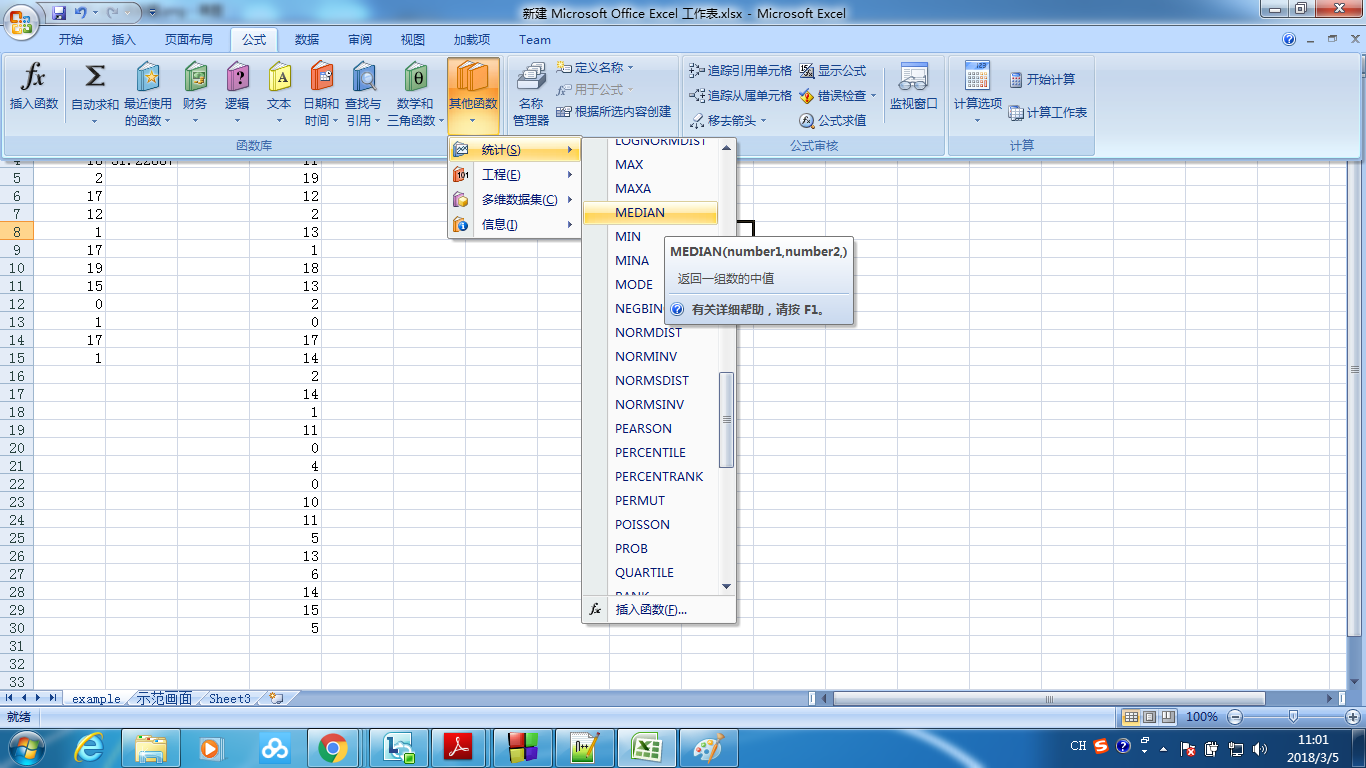 新建 Microsoft Office Excel 工作表.xlsx - Microsoft Excel
开始 插入 页面布局 公式 数据 审阅 视图 加载项 Team
插入函数
自动求和
最近使用的函数
财务
逻辑
文本
日期和时间
查找与引用
数学和三角函数
其他函数
函数库
名称管理器
定义名称
用于公式
根据所选内容创建
追踪引用单元格
追踪从属单元格
移去箭头
显示公式
错误检查
公式求值
公式审核
监视窗口
计算选项
开始计算
计算工作表
计算
统计(S)
工程(E)
多维数据集(C)
信息(I)
LOGNORMDIST
MAX
MAXA
MEDIAN
MIN
MINA
MODE
NORMDIST
NORMINV
NORMSDIST
NORMSINV
PEARSON
PERCENTILE
PERCENTRANK
PERMUT
POISSON
PROB
QUARTILE
插入函数(F)...
MEDIAN(number1,number2,)
返回一组数的中值
有关详细帮助，请按 F1。
5 2 19
6 17 12
7 12 2
8 1 13
9 17 1
10 19 18
11 15 13
12 0 2
13 1 0
14 17 17
15 1 14
16 2
17 14
18 1
19 11
20 0
21 4
22 0
23 10
24 11
25 5
26 13
27 6
28 14
29 15
30 5
31
32
33
example 示范画面 Sheet3
就绪
100%
CH
11:01
2018/3/5